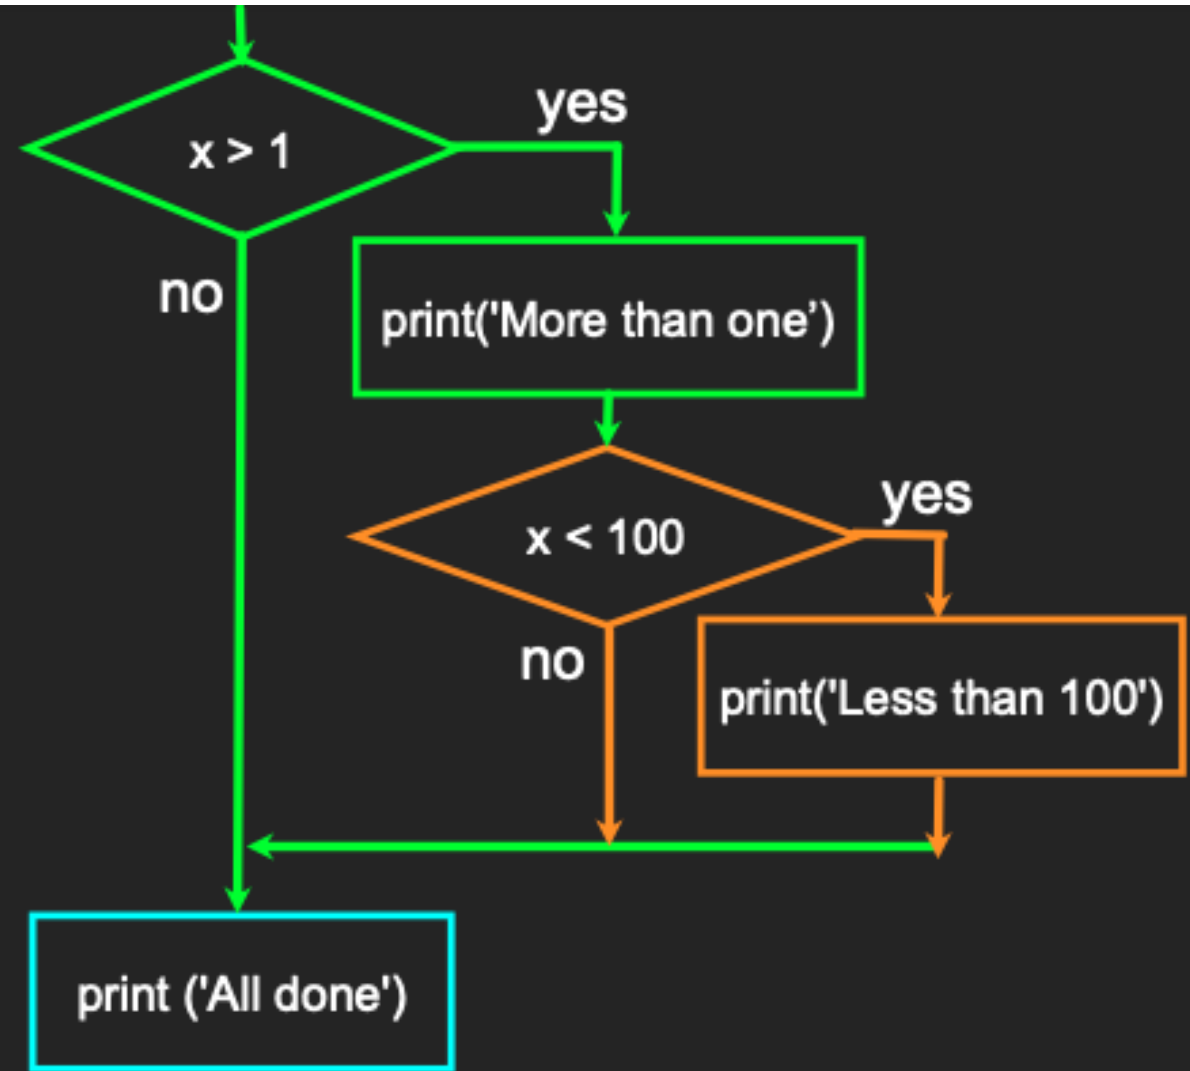 yes
x > 1
no
print('More than one’)
yes
x < 100
no
print('Less than 100')
print ('All done')